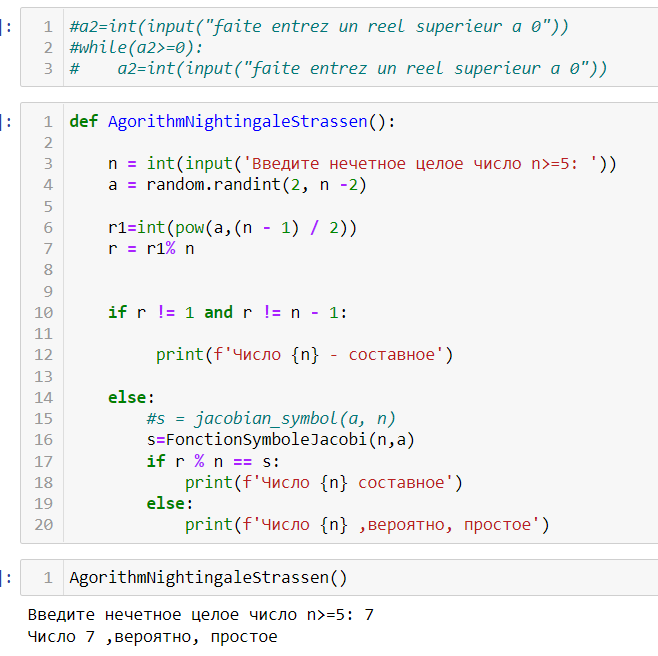 ]: 1 #a2=int(input("faite entrez un reel superieur a 0"))
2 #while(a2>=0):
3 #    a2=int(input("faite entrez un reel superieur a 0"))
]: 1 def AgorithmNightingaleStrassen():
2
3     n = int(input('Введите нечетное целое число n>=5: '))
4     a = random.randint(2, n -2)
5
6     r1=int(pow(a,(n - 1) / 2))
7     r = r1% n
8
9
10     if r != 1 and r != n - 1:
11
12          print(f'Число {n} - составное')
13
14     else:
15         #s = jacobian_symbol(a, n)
16         s=FonctionSymboleJacobi(n,a)
17         if r % n == s:
18             print(f'Число {n} составное')
19         else:
20             print(f'Число {n} ,вероятно, простое')
]: 1 AgorithmNightingaleStrassen()
Введите нечетное целое число n>=5: 7
Число 7 ,вероятно, простое